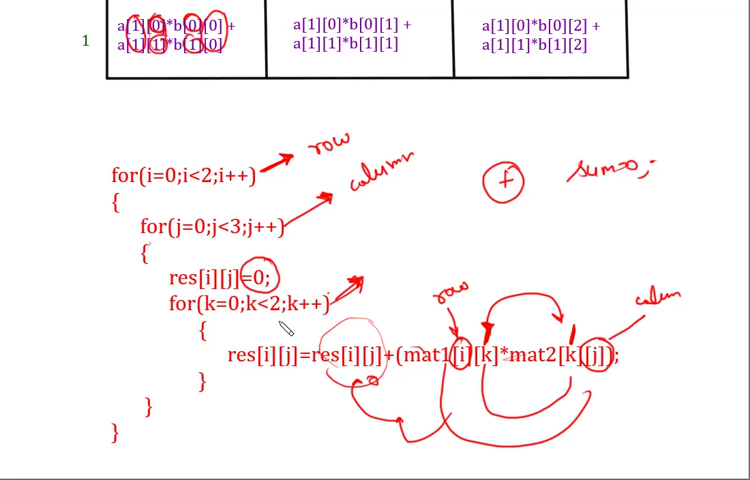 a[1][0]*b[0][0] + a[1][0]*b[0][1] + a[1][0]*b[0][2] +
1 a[1][1]*b[1][0] a[1][1]*b[1][1] a[1][1]*b[1][2]
row
for(i=0;i<2;i++) column + sum=0;
{
for(j=0;j<3;j++)
{
res[i][j]=0;
for(k=0;k<2;k++) row colum
{
res[i][j]=res[i][j]+(mat1[i][k]*mat2[k][j]);
}
}
}